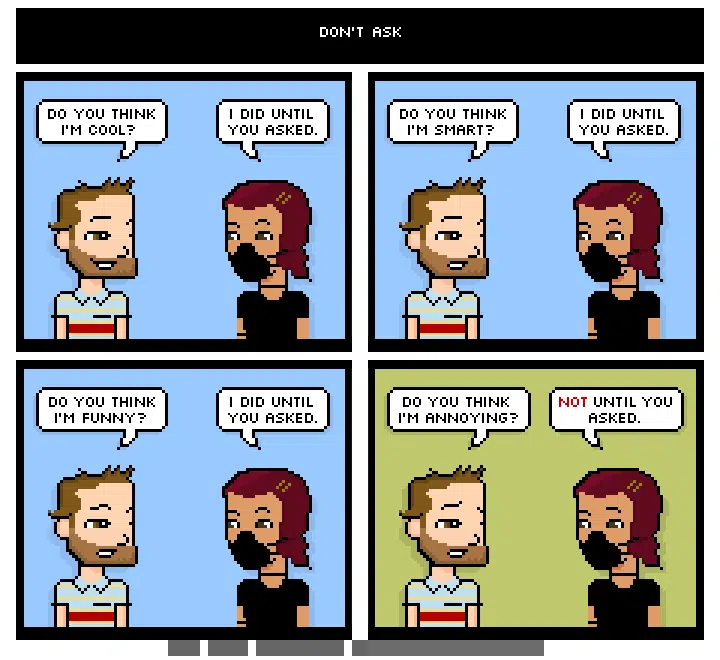 DON'T ASK
DO YOU THINK
I'M COOL?
I DID UNTIL
YOU ASKED.
DO YOU THINK
I'M SMART?
I DID UNTIL
YOU ASKED.
DO YOU THINK
I'M FUNNY?
I DID UNTIL
YOU ASKED.
DO YOU THINK
I'M ANNOYING?
NOT UNTIL YOU
ASKED.